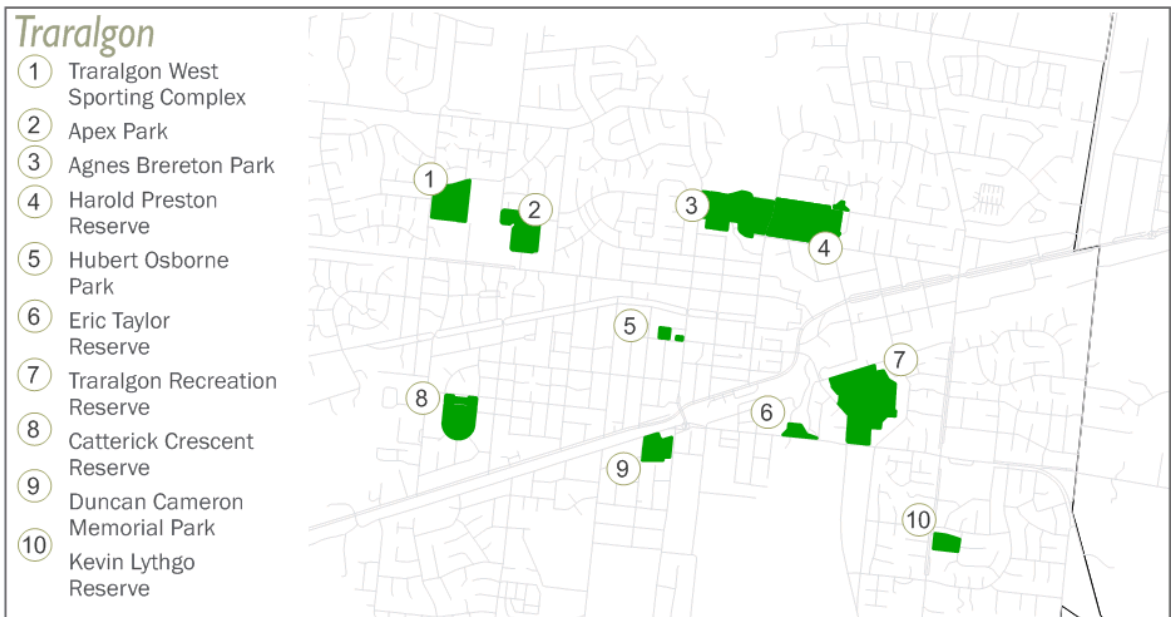 Traralgon
1 Traralgon West
Sporting Complex
2 Apex Park
3 Agnes Brereton Park
4 Harold Preston
Reserve
5 Hubert Osborne
Park
6 Eric Taylor
Reserve
7 Traralgon Recreation
Reserve
8 Catterick Crescent
Reserve
9 Duncan Cameron
Memorial Park
10 Kevin Lythgo
Reserve
1
2
3
4
5
7
8
6
9
10